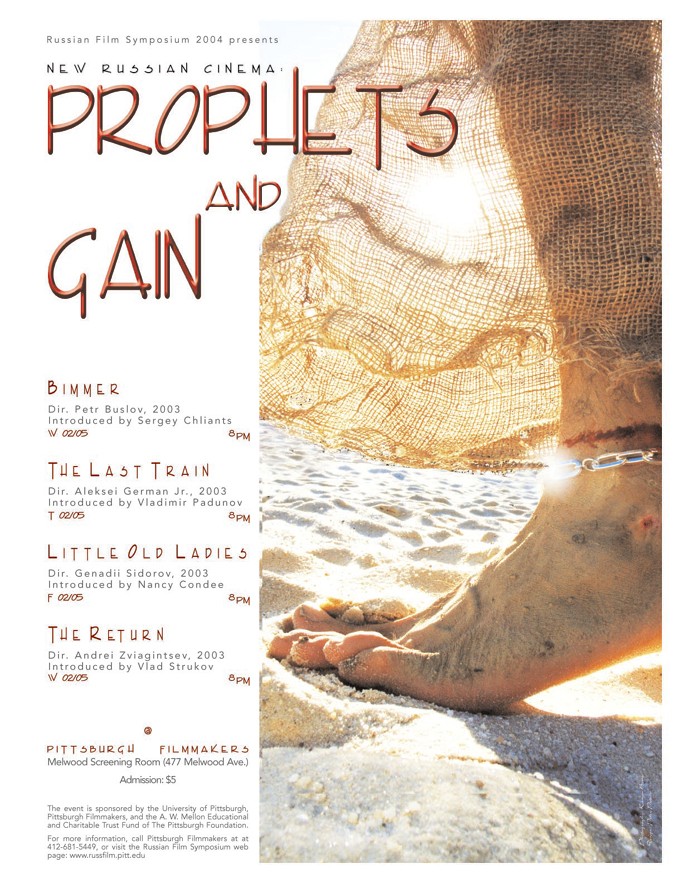 Russian Film Symposium 2004 presents
NEW RUSSIAN CINEMA:
PROPHETS
AND
GAIN
BIMMER
Dir. Petr Buslov, 2003
Introduced by Sergey Chliants
W 02/05 8PM
THE LAST TRAIN
Dir. Aleksei German Jr., 2003
Introduced by Vladimir Padunov
T 02/05 8PM
LITTLE OLD LADIES
Dir. Genadii Sidorov, 2003
Introduced by Nancy Condee
F 02/05 8PM
THE RETURN
Dir. Andrei Zviagintsev, 2003
Introduced by Vlad Strukov
W 02/05 8PM
@
PITTSBURGH FILMMAKERS
Melwood Screening Room (477 Melwood Ave.)
Admission: $5
The event is sponsored by the University of Pittsburgh,
Pittsburgh Filmmakers, and the A. W. Mellon Educational
and Charitable Trust Fund of The Pittsburgh Foundation.
For more information, call Pittsburgh Filmmakers at at
412-681-5449, or visit the Russian Film Symposium web
page: www.russfilm.pitt.edu